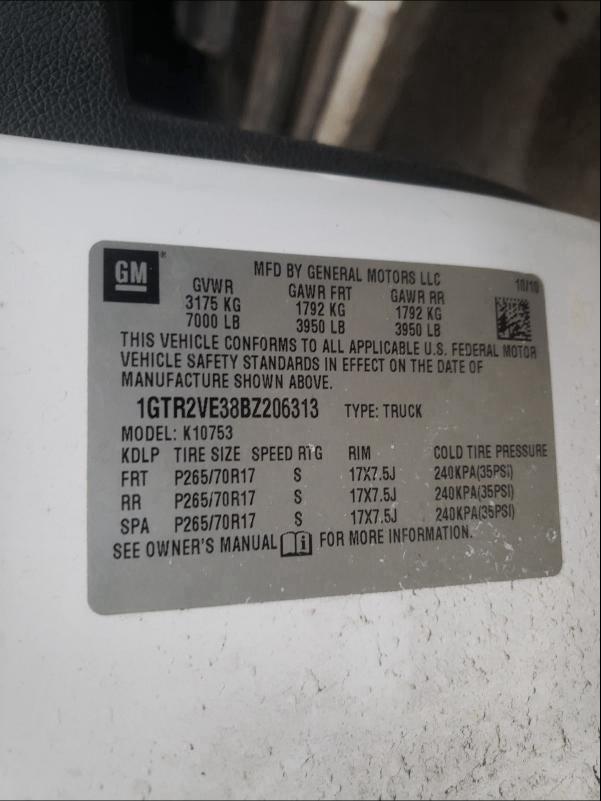 GM
MFD BY GENERAL MOTORS LLC 10/10
GVWR GAWR FRT GAWR RR
3175 KG 1792 KG 1792 KG
7000 LB 3950 LB 3950 LB
THIS VEHICLE CONFORMS TO ALL APPLICABLE U.S. FEDERAL MOTOR
VEHICLE SAFETY STANDARDS IN EFFECT ON THE DATE OF
MANUFACTURE SHOWN ABOVE.
1GTR2VE38BZ206313 TYPE: TRUCK
MODEL: K10753
KDLP TIRE SIZE SPEED RTG RIM COLD TIRE PRESSURE
FRT P265/70R17 S 17X7.5J 240KPA(35PSI)
RR P265/70R17 S 17X7.5J 240KPA(35PSI)
SPA P265/70R17 S 17X7.5J 240KPA(35PSI)
SEE OWNER'S MANUAL i FOR MORE INFORMATION.